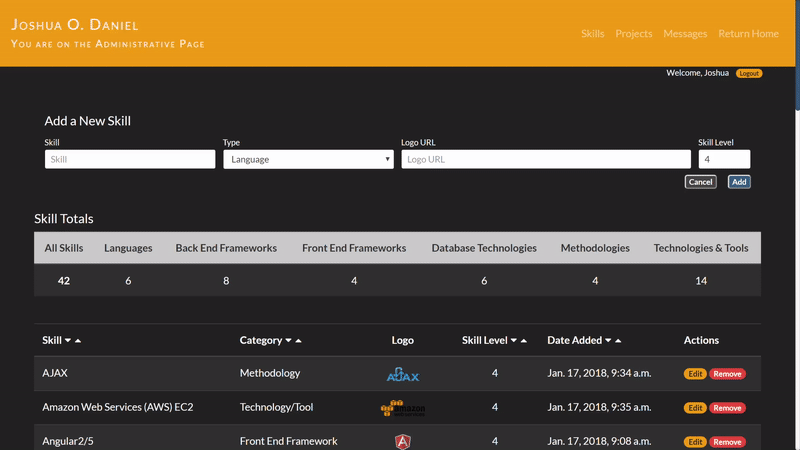 Joshua O. Daniel
You are on the Administrative Page
Skills Projects Messages Return Home
Welcome, Joshua Logout
Add a New Skill
Skill Type Logo URL Skill Level
Skill Language Logo URL 4
Cancel Add
Skill Totals
All Skills Languages Back End Frameworks Front End Frameworks Database Technologies Methodologies Technologies & Tools
42 6 8 4 6 4 14
Skill Category Logo Skill Level Date Added Actions
AJAX Methodology AJAX 4 Jan. 17, 2018, 9:34 a.m. Edit Remove
Amazon Web Services (AWS) EC2 Technology/Tool amazon 4 Jan. 17, 2018, 9:35 a.m. Edit Remove
Angular2/5 Front End Framework A 4 Jan. 17, 2018, 9:08 a.m. Edit Remove